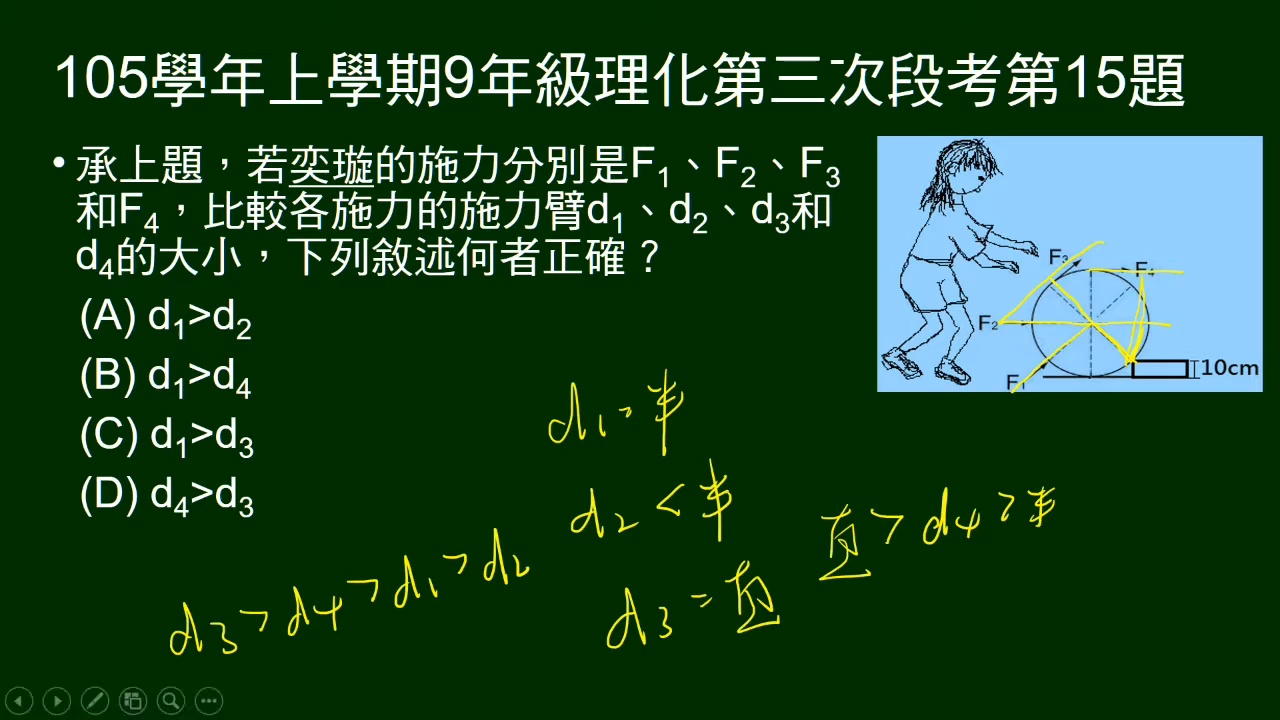 105學年上學期9年級理化第三次段考第15題
• 承上題，若奕璇的施力分別是F₁、F₂、F₃
和F₄，比較各施力的施力臂d₁、d₂、d₃和
d₄的大小，下列敘述何者正確？
(A) d₁>d₂
(B) d₁>d₄
(C) d₁>d₃
(D) d₄>d₃
F₃
F₄
F₂
F₁
10cm
d₁=半
d₂<半
直>d₄>半
d₃=直
d₃>d₄>d₁>d₂